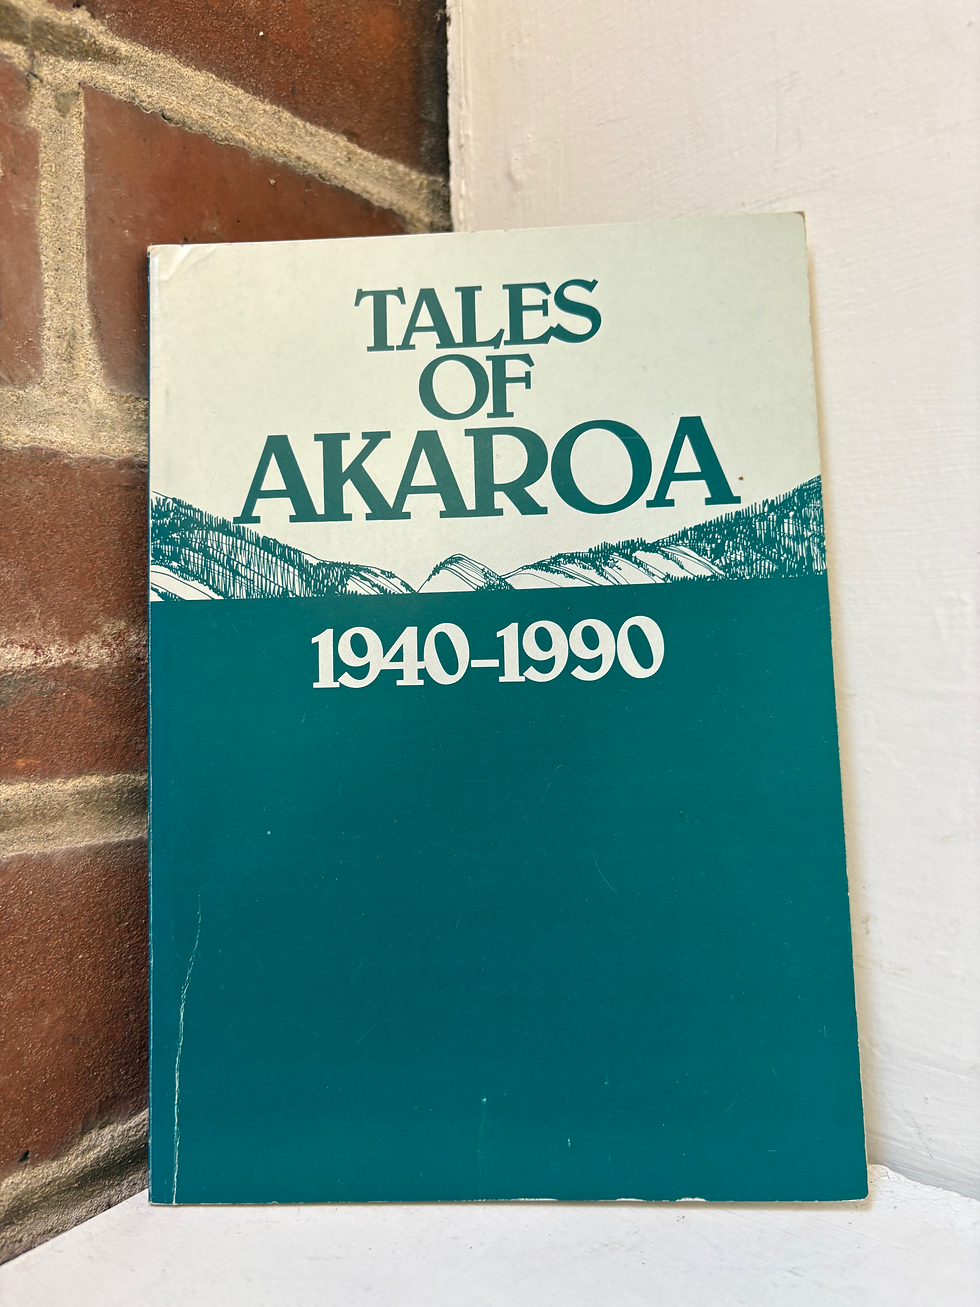 TALES
OF
AKAROA
1940-1990